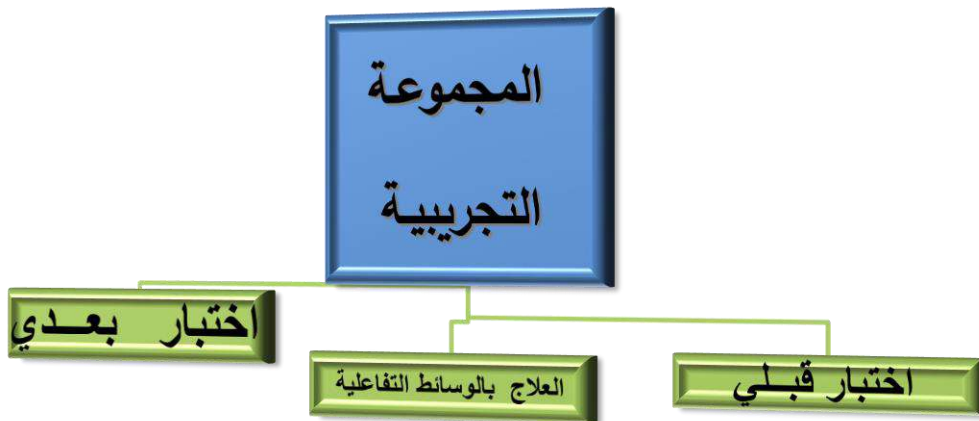 المجموعة
التجريبية
اختبار قبلي
العلاج بالوسائط التفاعلية
اختبار بعدي